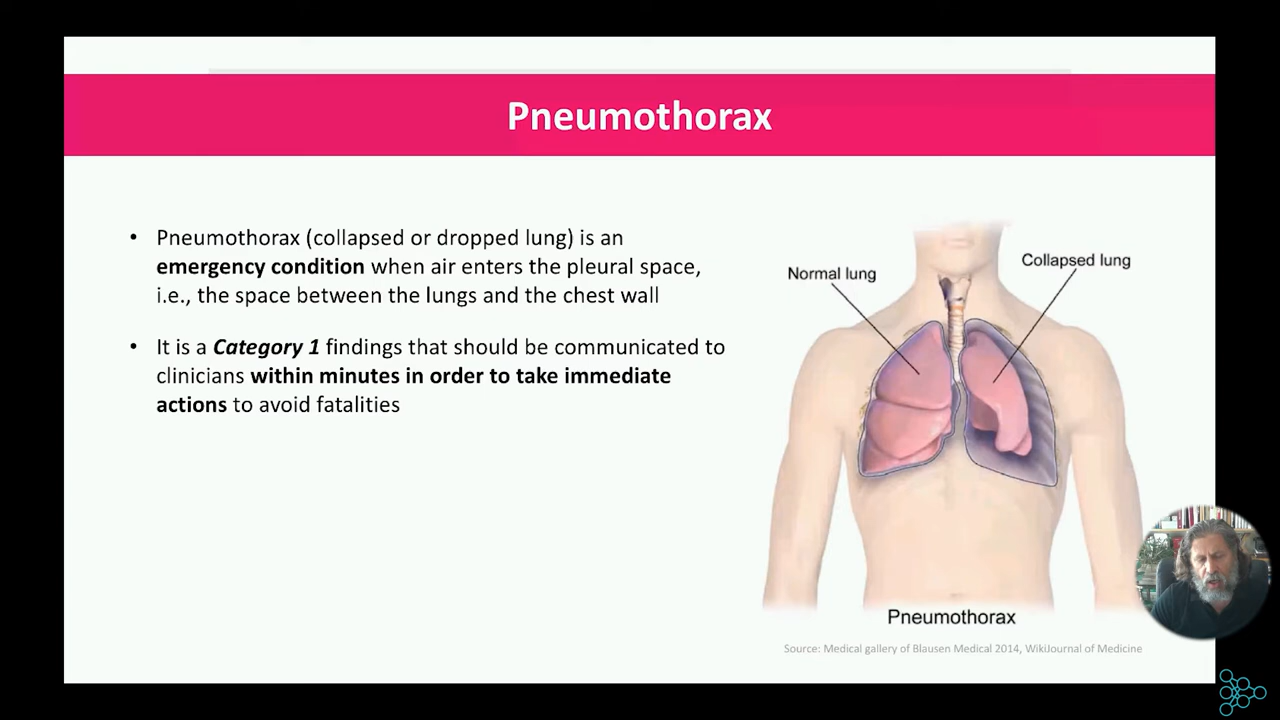 Pneumothorax
• Pneumothorax (collapsed or dropped lung) is an
emergency condition when air enters the pleural space,
i.e., the space between the lungs and the chest wall
• It is a Category 1 findings that should be communicated to
clinicians within minutes in order to take immediate
actions to avoid fatalities
Normal lung
Collapsed lung
Pneumothorax
Source: Medical gallery of Blausen Medical 2014, WikiJournal of Medicine